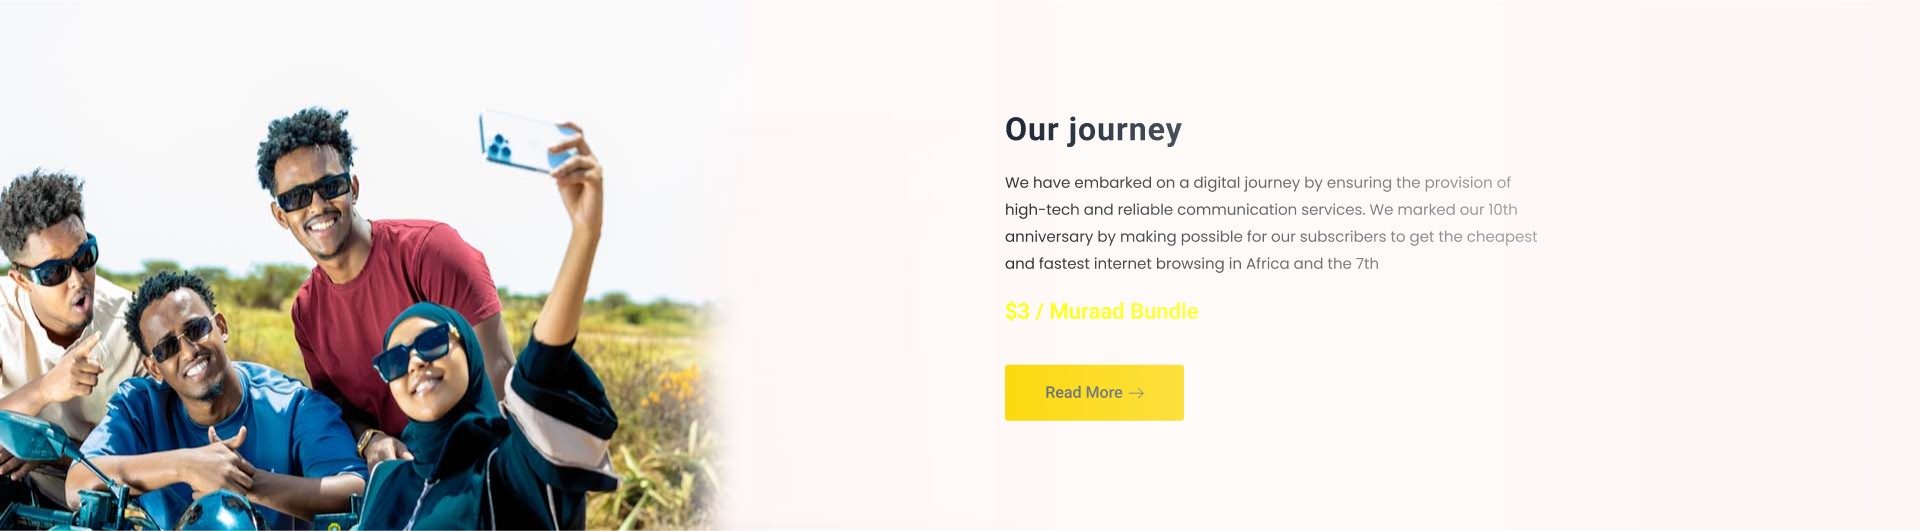 Our journey
We have embarked on a digital journey by ensuring the provision of
high-tech and reliable communication services. We marked our 10th
anniversary by making possible for our subscribers to get the cheapest
and fastest internet browsing in Africa and the 7th
$3 / Muraad Bundle
Read More →